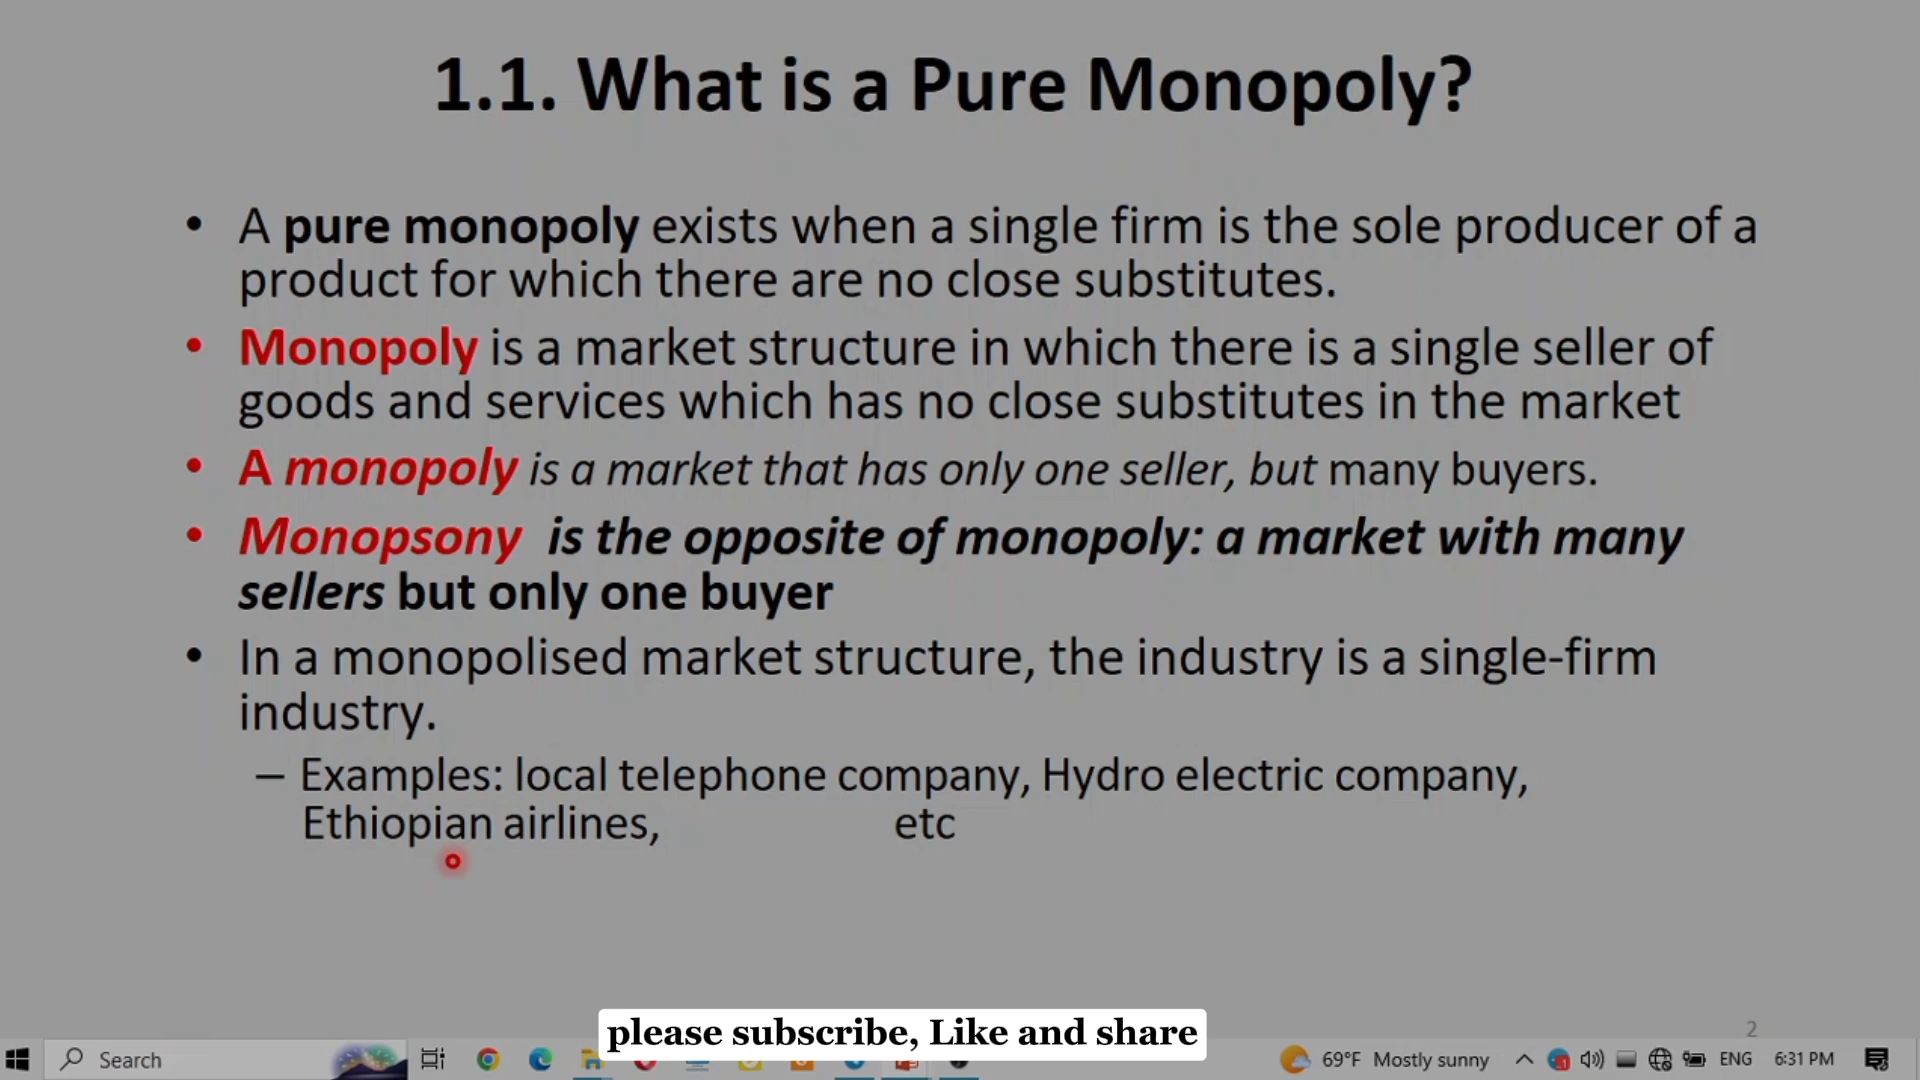 1.1. What is a Pure Monopoly?
• A pure monopoly exists when a single firm is the sole producer of a
product for which there are no close substitutes.
• Monopoly is a market structure in which there is a single seller of
goods and services which has no close substitutes in the market
• A monopoly is a market that has only one seller, but many buyers.
• Monopsony is the opposite of monopoly: a market with many
sellers but only one buyer
• In a monopolised market structure, the industry is a single-firm
industry.
– Examples: local telephone company, Hydro electric company,
Ethiopian airlines, etc
2
please subscribe, Like and share
Search
69°F Mostly sunny
ENG
6:31 PM